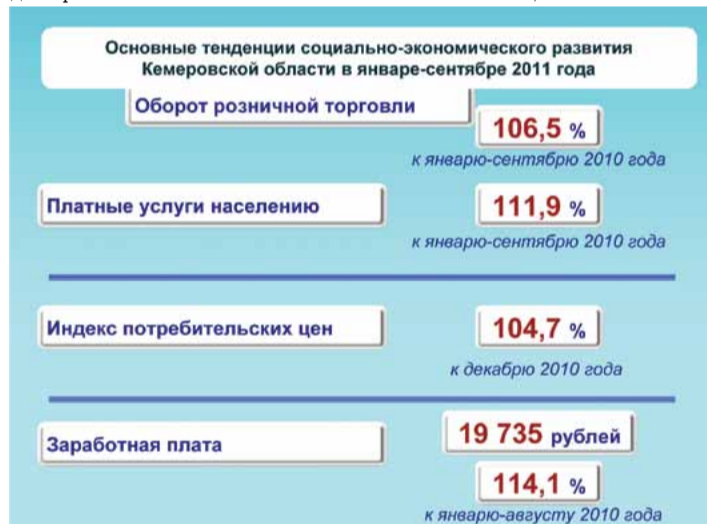 Основные тенденции социально-экономического развития
Кемеровской области в январе-сентябре 2011 года
Оборот розничной торговли
106,5 %
к январю-сентябрю 2010 года
Платные услуги населению
111,9 %
к январю-сентябрю 2010 года
Индекс потребительских цен
104,7 %
к декабрю 2010 года
Заработная плата
19 735 рублей
114,1 %
к январю-августу 2010 года